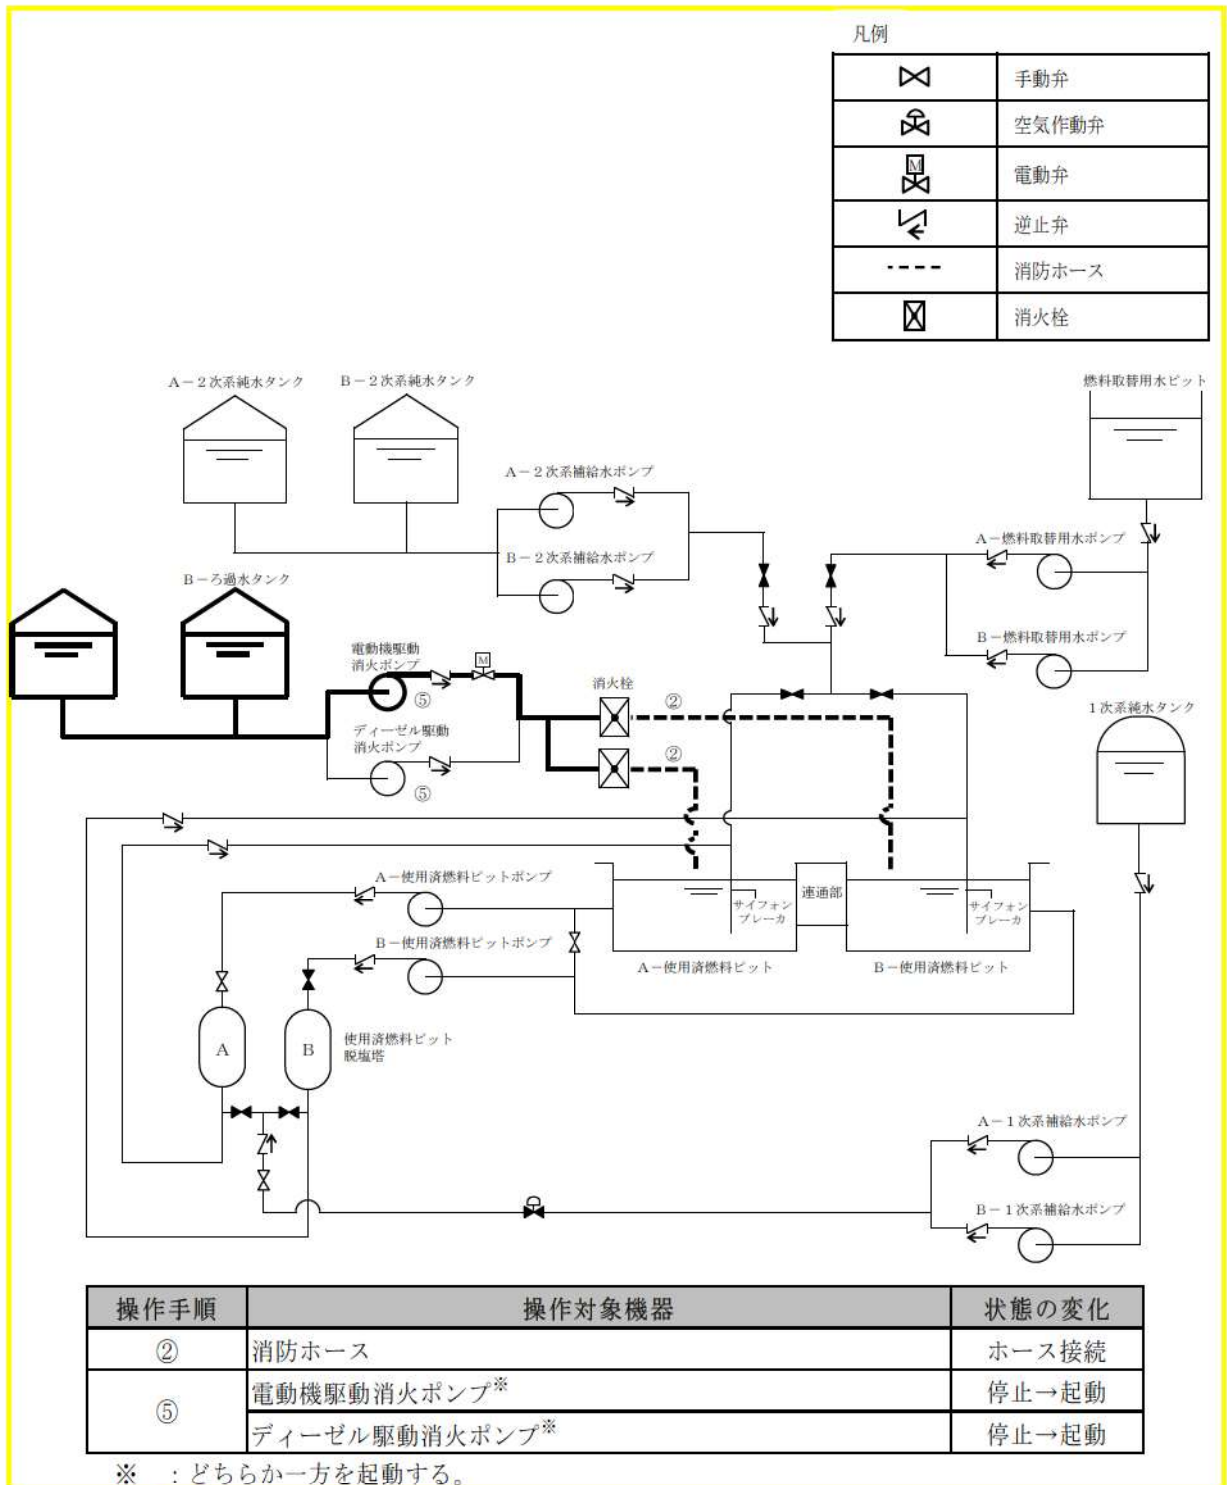 凡例
手動弁
空気作動弁
M
電動弁
逆止弁
消防ホース
消火栓
A－2次系純水タンク
B－2次系純水タンク
燃料取替用水ピット
A－2次系補給水ポンプ
B－2次系補給水ポンプ
A－燃料取替用水ポンプ
B－燃料取替用水ポンプ
B－ろ過水タンク
電動機駆動
消火ポンプ
⑤
M
ディーゼル駆動
消火ポンプ
⑤
消火栓
②
②
1次系純水タンク
A－使用済燃料ピットポンプ
B－使用済燃料ピットポンプ
サイフォン
ブレーカ
連通部
サイフォン
ブレーカ
A－使用済燃料ピット
B－使用済燃料ピット
A
B
使用済燃料ピット
脱塩塔
A－1次系補給水ポンプ
B－1次系補給水ポンプ
操作手順 操作対象機器 状態の変化
② 消防ホース ホース接続
⑤ 電動機駆動消火ポンプ※ 停止→起動
ディーゼル駆動消火ポンプ※ 停止→起動
※ ：どちらか一方を起動する。